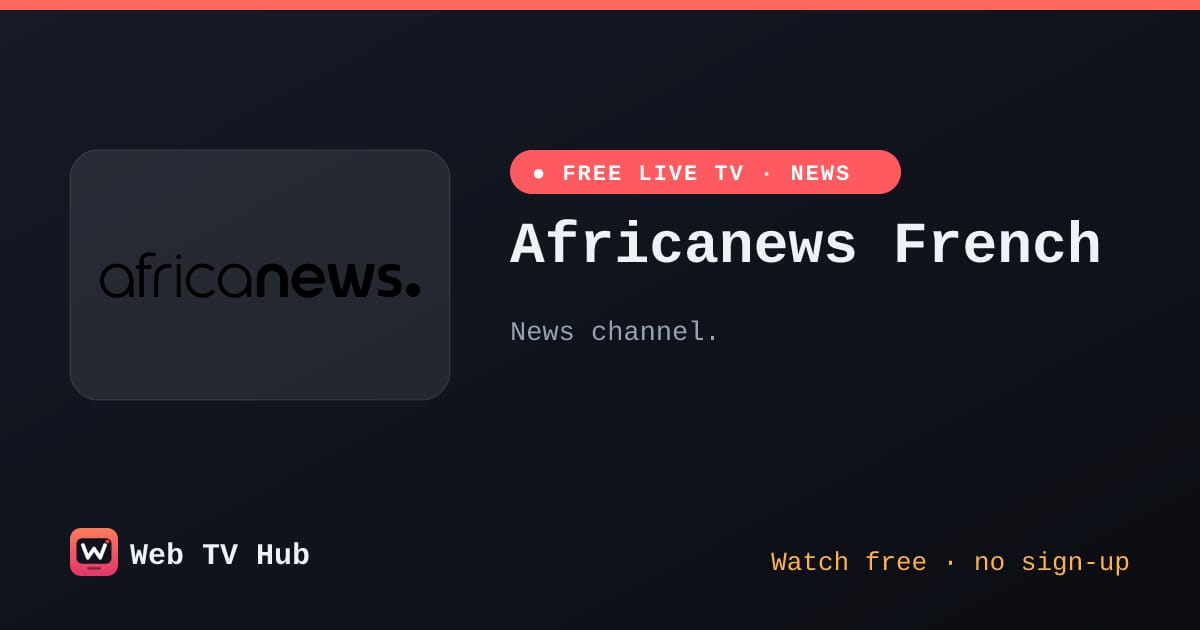 africanews.
• FREE LIVE TV · NEWS
Africanews French
News channel.
W
Web TV Hub
Watch free · no sign-up